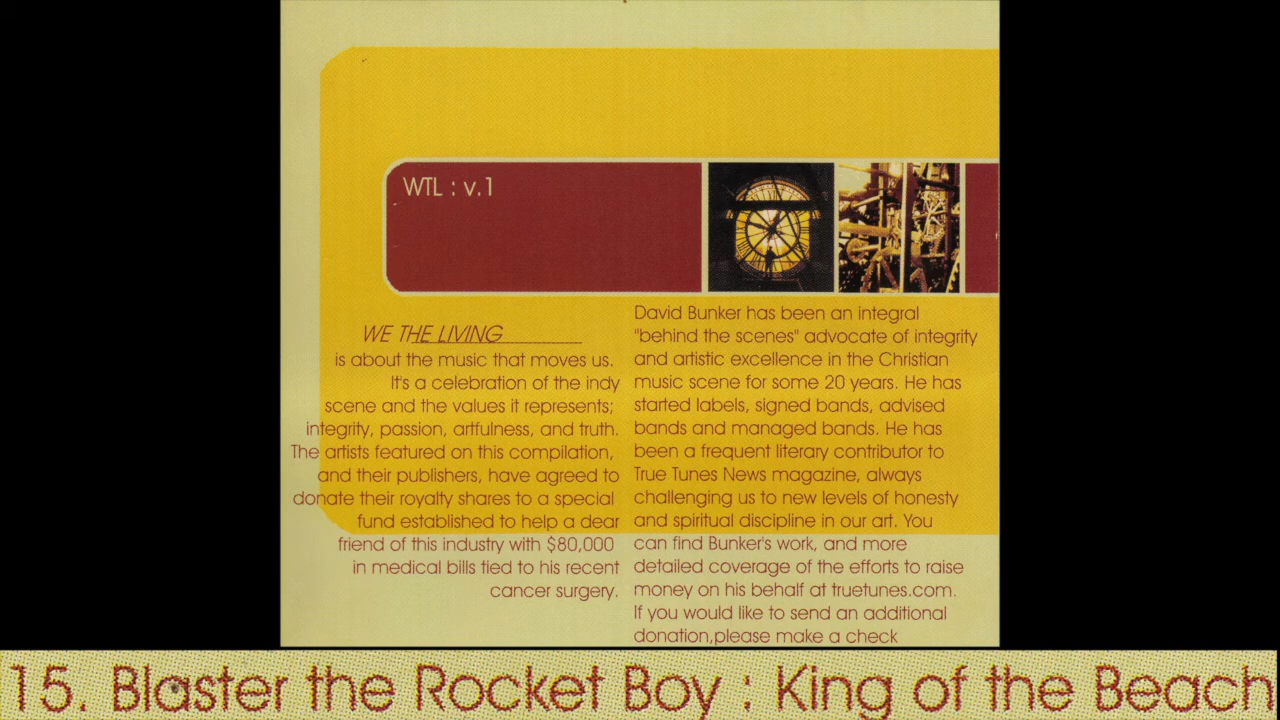 WTL : v.1
WE THE LIVING
is about the music that moves us.
It's a celebration of the indy
scene and the values it represents;
integrity, passion, artfulness, and truth.
The artists featured on this compilation,
and their publishers, have agreed to
donate their royalty shares to a special
fund established to help a dear
friend of this industry with $80,000
in medical bills tied to his recent
cancer surgery.
David Bunker has been an integral
"behind the scenes" advocate of integrity
and artistic excellence in the Christian
music scene for some 20 years. He has
started labels, signed bands, advised
bands and managed bands. He has
been a frequent literary contributor to
True Tunes News magazine, always
challenging us to new levels of honesty
and spiritual discipline in our art. You
can find Bunker's work, and more
detailed coverage of the efforts to raise
money on his behalf at truetunes.com.
If you would like to send an additional
donation,please make a check
15. Blaster the Rocket Boy : King of the Beach